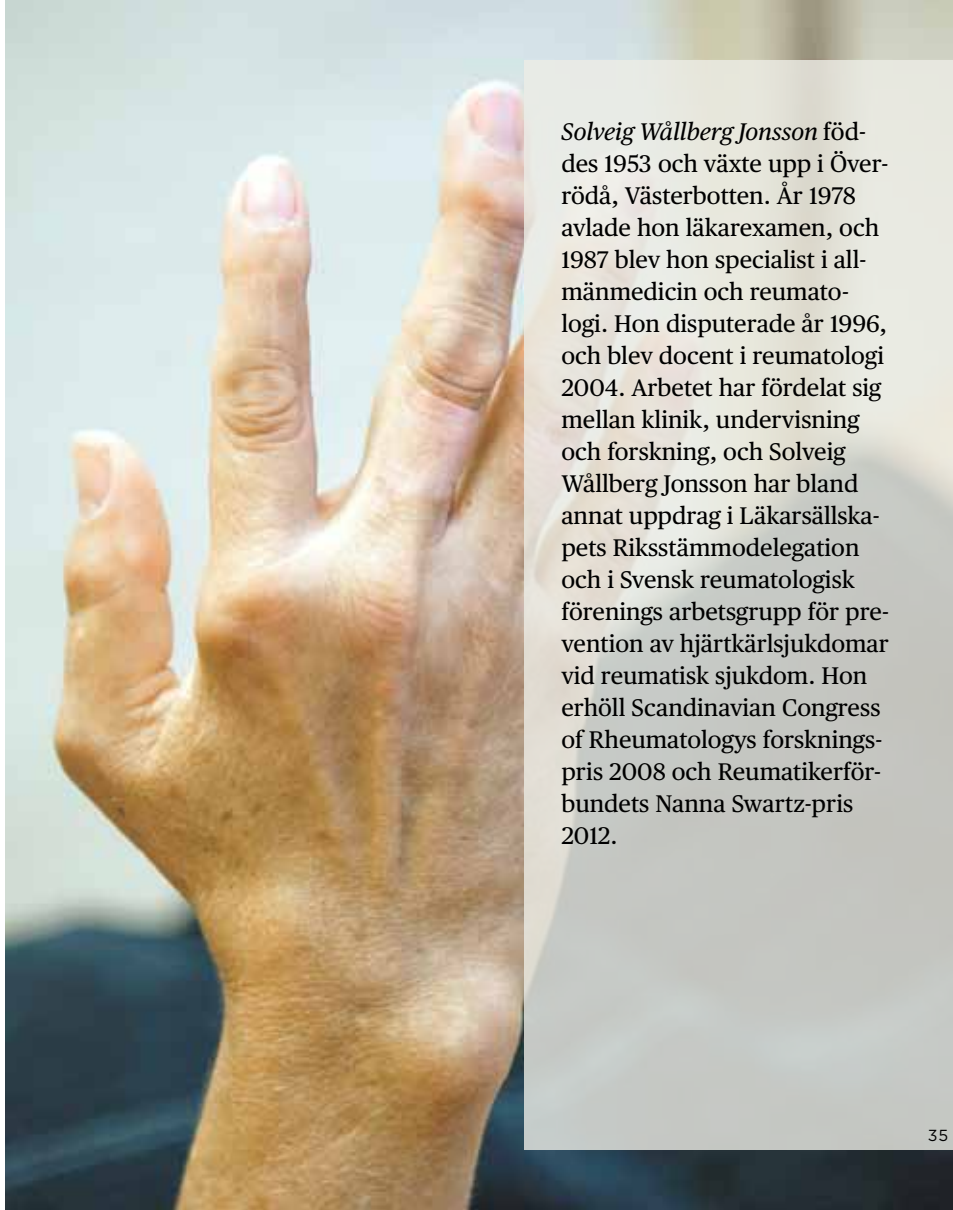 Solveig Wållberg Jonsson föd-
des 1953 och växte upp i Över-
rödå, Västerbotten. År 1978
avlade hon läkarexamen, och
1987 blev hon specialist i all-
männmedicin och reumato-
logi. Hon disputerade år 1996,
och blev docent i reumatologi
2004. Arbetet har fördelat sig
mellan klinik, undervisning
och forskning, och Solveig
Wållberg Jonsson har bland
annat uppdrag i Läkarsällska-
pets Riksstämmodelegation
och i Svensk reumatologisk
förenings arbetsgrupp för pre-
vention av hjärtkärlsjukdomar
vid reumatisk sjukdom. Hon
erhöll Scandinavian Congress
of Rheumatologys forsknings-
pris 2008 och Reumatikerför-
bundets Nanna Swartz-pris
2012.
35